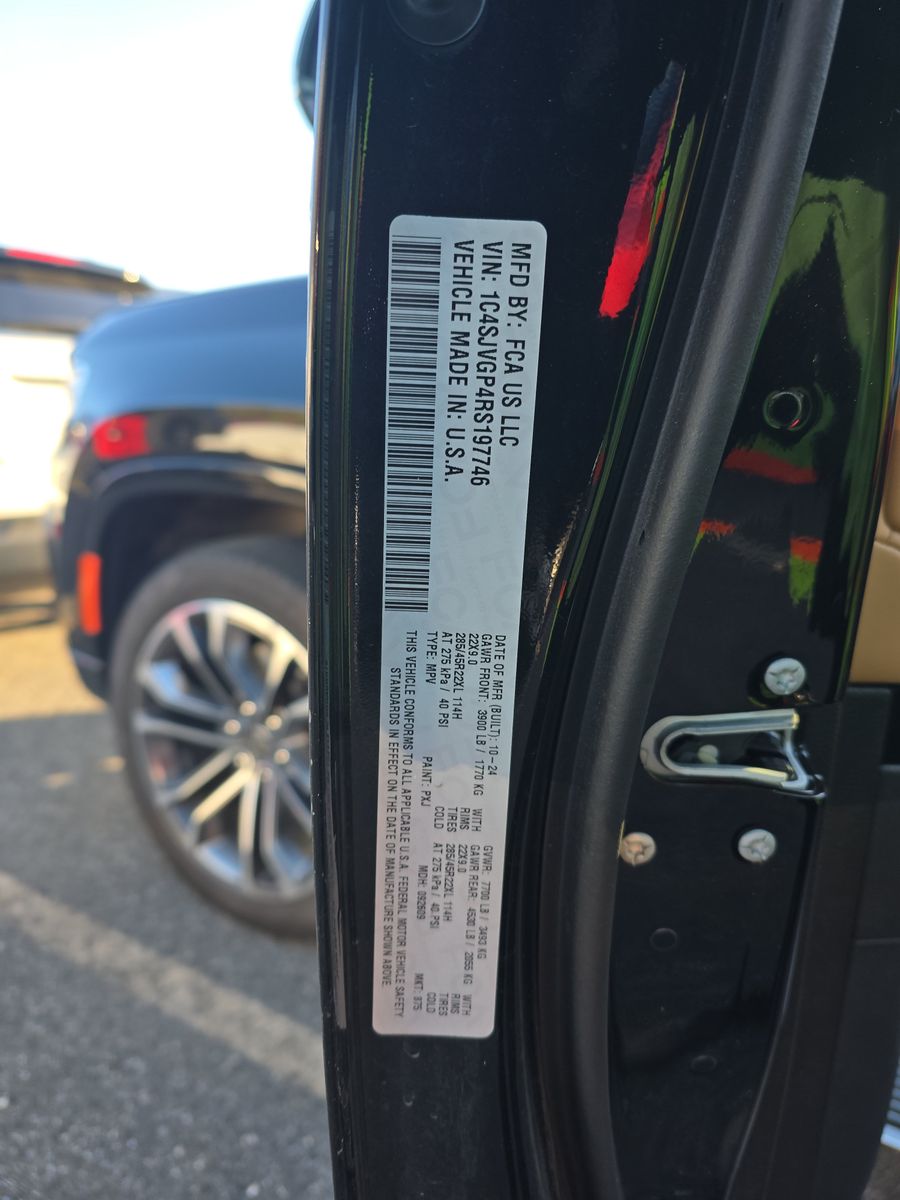 MFD BY: FCA US LLC
VIN: 1C4SJVGP4RS197746
VEHICLE MADE IN: U.S.A.
DATE OF MFR (BUILT): 10-24 GVWR: 7700 LB / 3493 KG
GAWR FRONT: 3900 LB / 1770 KG WITH GAWR REAR: 4530 LB / 2055 KG WITH
22X9.0 RIMS 22X9.0 RIMS
285/45R22XL 114H TIRES 285/45R22XL 114H TIRES
AT 275 kPa / 40 PSI COLD AT 275 kPa / 40 PSI COLD
TYPE: MPV PAINT: PXJ MDH: 092609 MKT: 875
THIS VEHICLE CONFORMS TO ALL APPLICABLE U.S.A. FEDERAL MOTOR VEHICLE SAFETY
STANDARDS IN EFFECT ON THE DATE OF MANUFACTURE SHOWN ABOVE.